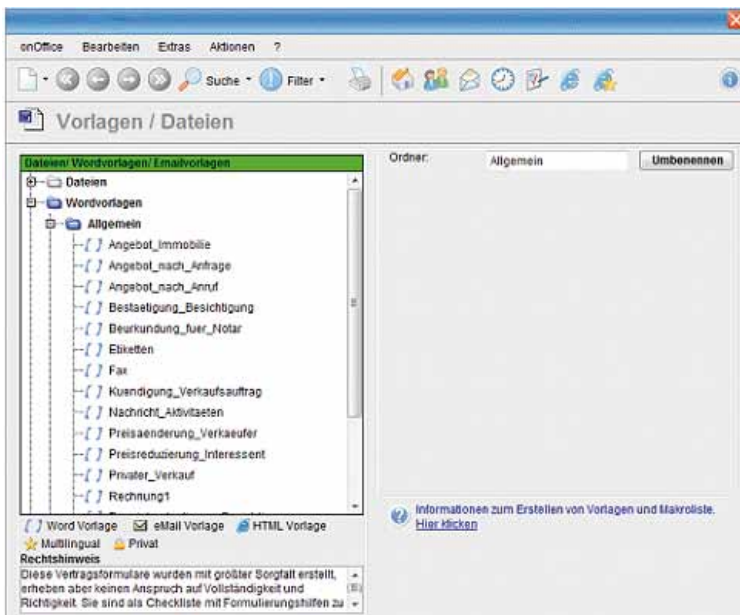 onOffice Bearbeiten Extras Aktionen ?
Suche Filter
Vorlagen / Dateien
Dateien/ Wordvorlagen/ Emailvorlagen
Dateien
Wordvorlagen
Allgemein
Angebot_Immobilie
Angebot_nach_Anfrage
Angebot_nach_Anruf
Bestaetigung_Besichtigung
Beurkundung_fuer_Notar
Etiketten
Fax
Kuendigung_Verkaufsauftrag
Nachricht_Aktivitaeten
Preisaenderung_Verkaeufer
Preisreduzierung_Interessent
Privater_Verkauf
Rechnung1
Word Vorlage eMail Vorlage HTML Vorlage
Multilingual Privat
Rechtshinweis
Diese Vertragsformulare wurden mit größter Sorgfalt erstellt,
erheben aber keinen Anspruch auf Vollständigkeit und
Richtigkeit. Sie sind als Checkliste mit Formulierungshilfen zu
Ordner: Allgemein Umbenennen
Informationen zum Erstellen von Vorlagen und Makroliste.
Hier klicken